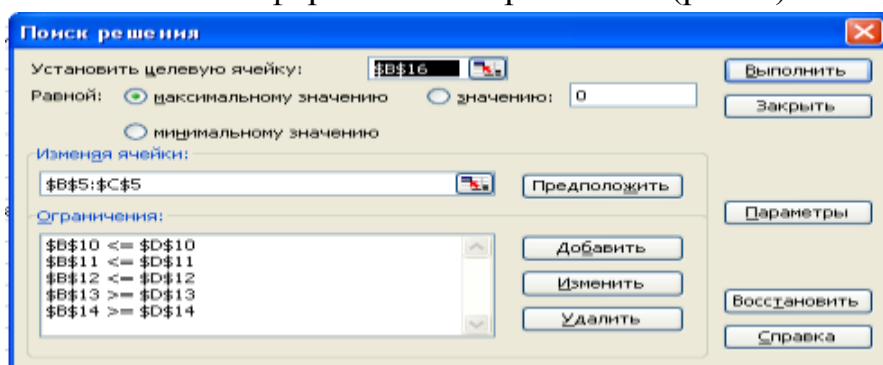 Поиск решения
Установить целевую ячейку: $B$16
Выполнить
Равной: максимальному значению значению: 0
Закрыть
минимальному значению
Изменяя ячейки:
$B$5:$C$5
Предположить
Ограничения:
Параметры
$B$10 <= $D$10
$B$11 <= $D$11
$B$12 <= $D$12
$B$13 >= $D$13
$B$14 >= $D$14
Добавить
Изменить
Удалить
Восстановить
Справка